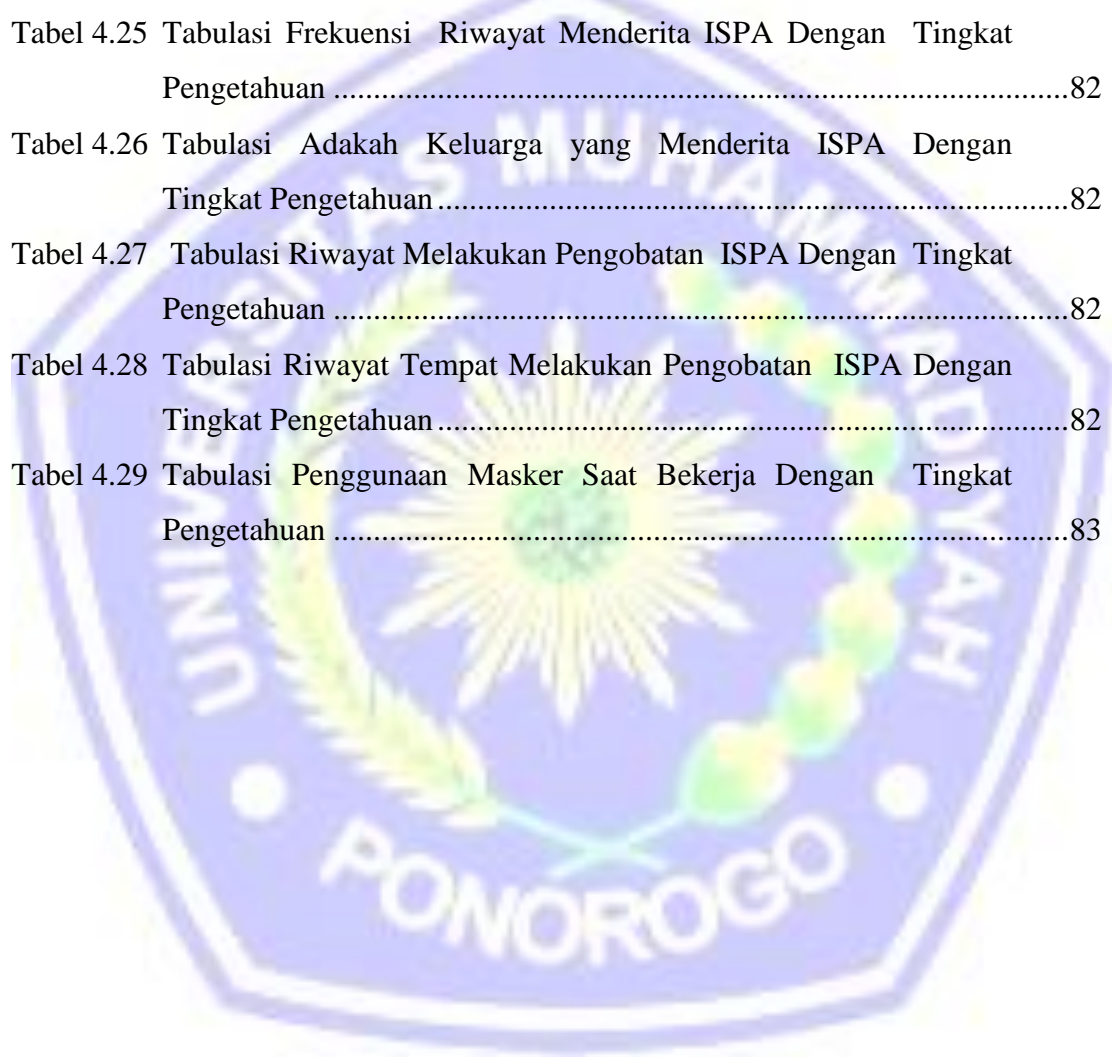 Tabel 4.25 Tabulasi Frekuensi Riwayat Menderita ISPA Dengan Tingkat
Pengetahuan ............................................................................. 82
Tabel 4.26 Tabulasi Adakah Keluarga yang Menderita ISPA Dengan
Tingkat Pengetahuan .................................................................. 82
Tabel 4.27 Tabulasi Riwayat Melakukan Pengobatan ISPA Dengan Tingkat
Pengetahuan ............................................................................. 82
Tabel 4.28 Tabulasi Riwayat Tempat Melakukan Pengobatan ISPA Dengan
Tingkat Pengetahuan .................................................................. 82
Tabel 4.29 Tabulasi Penggunaan Masker Saat Bekerja Dengan Tingkat
Pengetahuan ............................................................................. 83
UNIVERSITAS MUHAMMADIYAH
PONOROGO